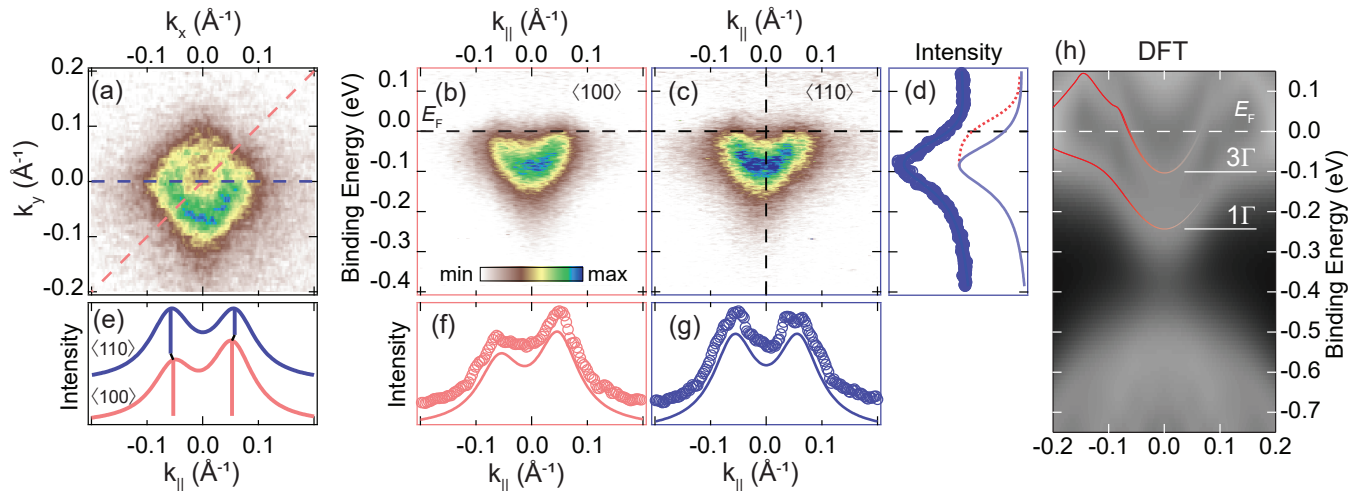 kₓ (Å⁻¹)
-0.1 0.0 0.1
k|| (Å⁻¹)
-0.1 0.0 0.1
k|| (Å⁻¹)
-0.1 0.0 0.1
Intensity
(h) DFT
k_y (Å⁻¹)
0.2
0.1
0.0
-0.1
-0.2
(a)
Binding Energy (eV)
0.1
0.0
-0.1
-0.2
-0.3
-0.4
(b) ⟨100⟩
E_F
min max
(c) ⟨110⟩
(d)
E_F
3Γ
1Γ
0.1
0.0
-0.1
-0.2
-0.3
-0.4
-0.5
-0.6
-0.7
Binding Energy (eV)
-0.2 -0.1 0.0 0.1 0.2
Intensity
(e)
⟨110⟩
⟨100⟩
-0.1 0.0 0.1
k|| (Å⁻¹)
Intensity
(f)
-0.1 0.0 0.1
k|| (Å⁻¹)
(g)
-0.1 0.0 0.1
k|| (Å⁻¹)